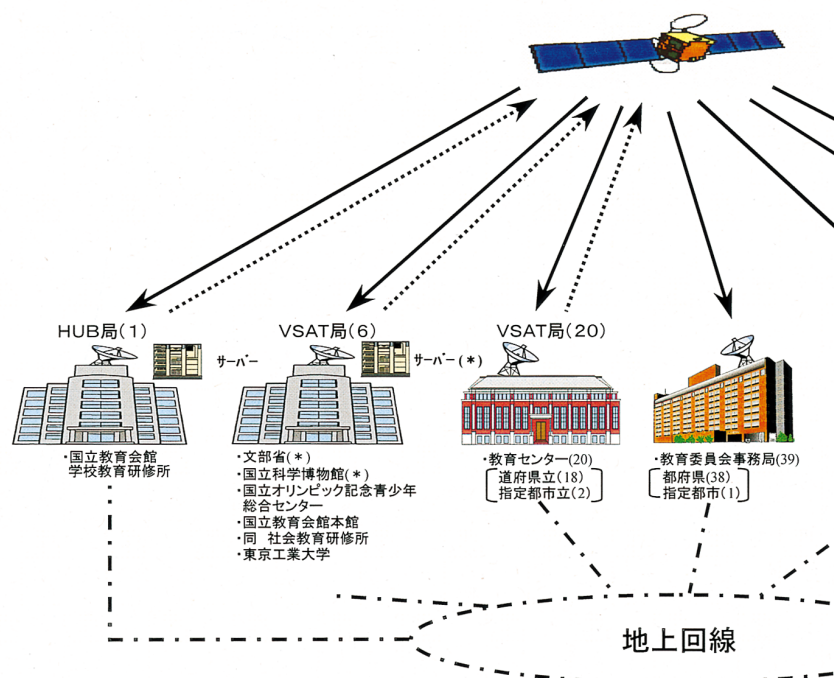 HUB局(1)
サーバー
・国立教育会館
学校教育研修所
VSAT局(6)
サーバー(*)
・文部省(*)
・国立科学博物館(*)
・国立オリンピック記念青少年
総合センター
・国立教育会館本館
・同 社会教育研修所
・東京工業大学
VSAT局(20)
・教育センター(20)
道府県立(18)
指定都市立(2)
・教育委員会事務局(39)
都府県(38)
指定都市(1)
地上回線